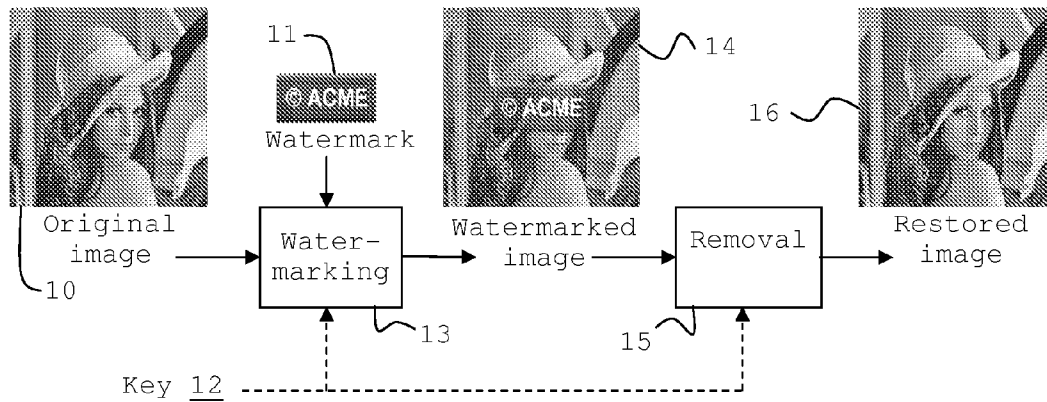 11
14
16
© ACME
© ACME
Watermark
Original
image
Watermarked
image
Restored
image
Water-
marking
Removal
10
13
15
Key 12